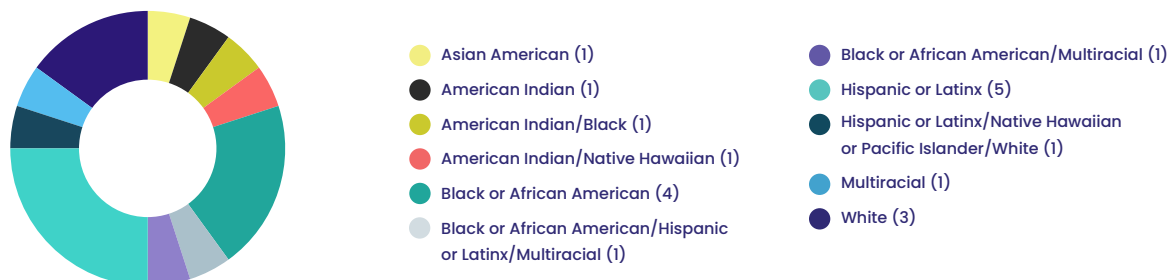 Asian American (1)
American Indian (1)
American Indian/Black (1)
American Indian/Native Hawaiian (1)
Black or African American (4)
Black or African American/Hispanic
or Latinx/Multiracial (1)
Black or African American/Multiracial (1)
Hispanic or Latinx (5)
Hispanic or Latinx/Native Hawaiian
or Pacific Islander/White (1)
Multiracial (1)
White (3)